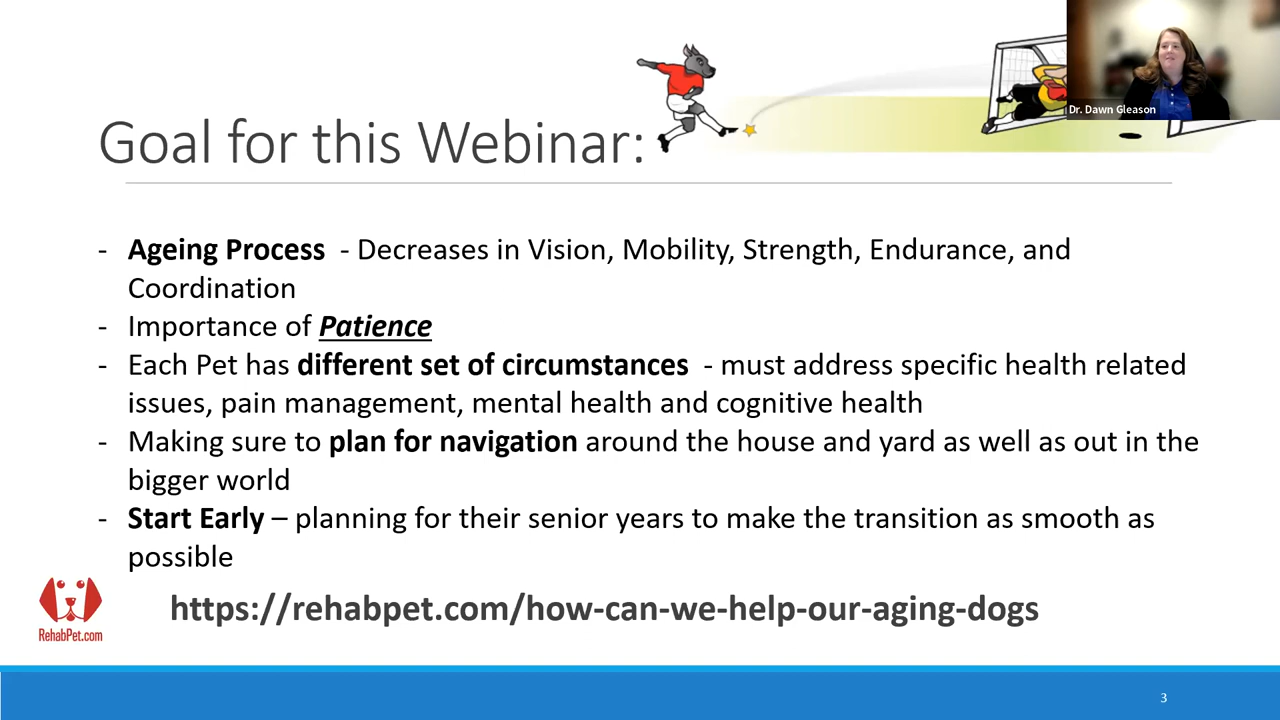 Dr. Dawn Gleason
Goal for this Webinar:
- Ageing Process - Decreases in Vision, Mobility, Strength, Endurance, and
Coordination
- Importance of Patience
- Each Pet has different set of circumstances - must address specific health related
issues, pain management, mental health and cognitive health
- Making sure to plan for navigation around the house and yard as well as out in the
bigger world
- Start Early – planning for their senior years to make the transition as smooth as
possible
https://rehabpet.com/how-can-we-help-our-aging-dogs
RehabPet.com
3